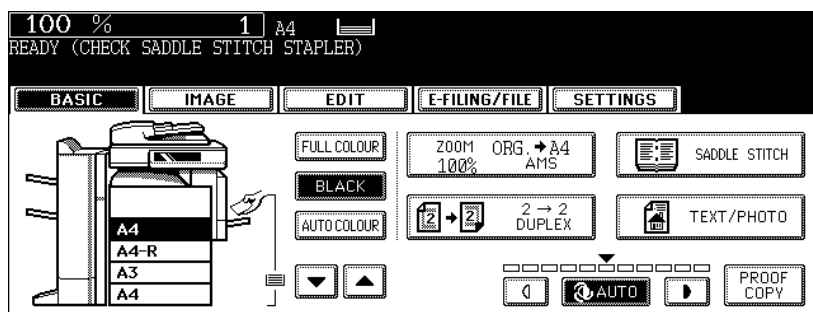 100 % 1 A4
READY (CHECK SADDLE STITCH STAPLER)
BASIC IMAGE EDIT E-FILING/FILE SETTINGS
FULL COLOUR
BLACK
AUTO COLOUR
ZOOM ORG.➔A4
100% AMS
SADDLE STITCH
2➔2 2→2
DUPLEX
TEXT/PHOTO
A4
A4-R
A3
A4
AUTO
PROOF
COPY